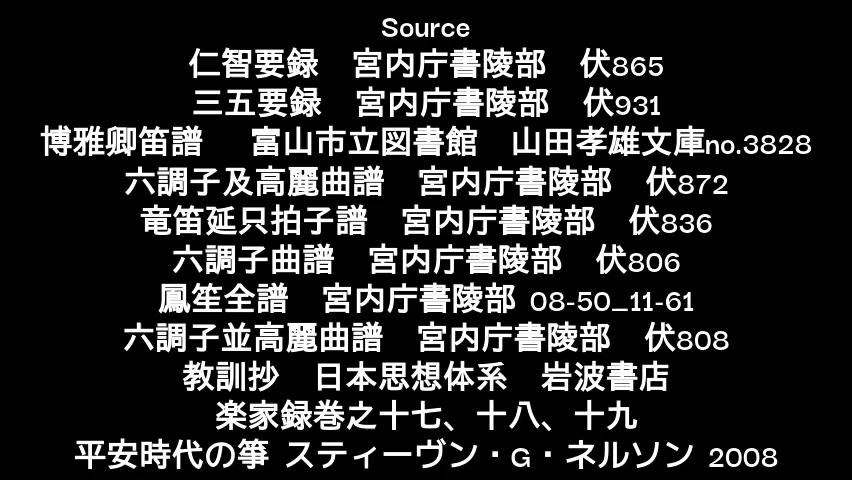 Source
仁智要録　宮内庁書陵部　伏865
三五要録　宮内庁書陵部　伏931
博雅卿笛譜　富山市立図書館　山田孝雄文庫no.3828
六調子及高麗曲譜　宮内庁書陵部　伏872
竜笛延只拍子譜　宮内庁書陵部　伏836
六調子曲譜　宮内庁書陵部　伏806
鳳笙全譜　宮内庁書陵部 08-50_11-61
六調子並高麗曲譜　宮内庁書陵部　伏808
教訓抄　日本思想体系　岩波書店
楽家録巻之十七、十八、十九
平安時代の箏 スティーヴン・G・ネルソン 2008